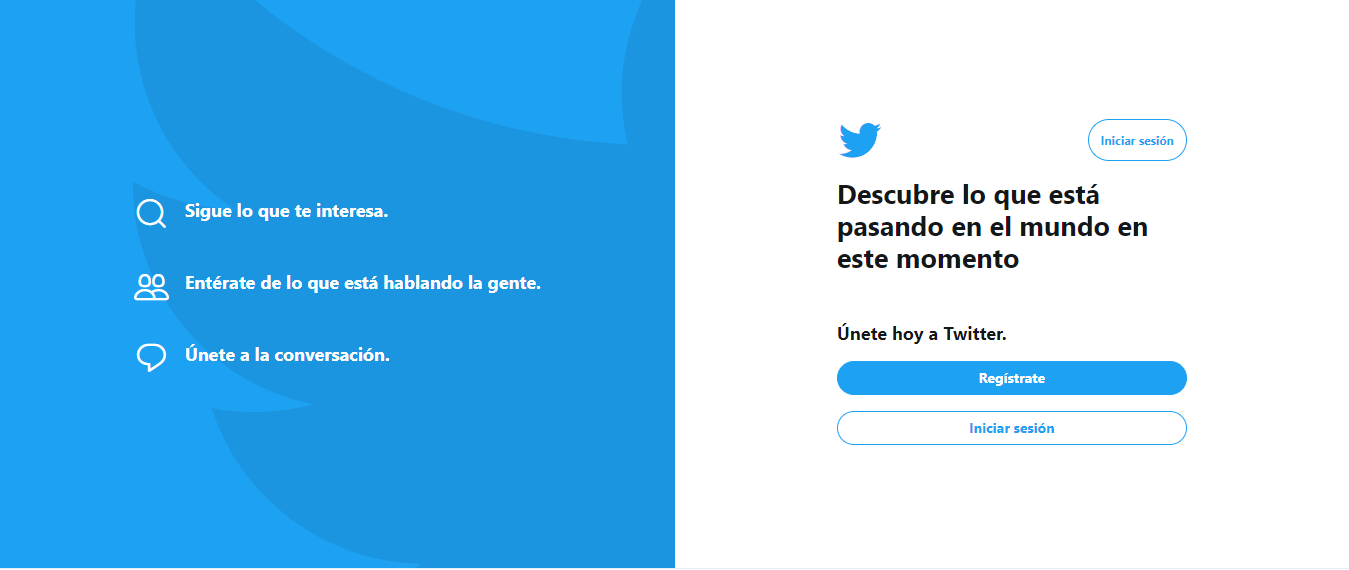 Sigue lo que te interesa.
Entérate de lo que está hablando la gente.
Únete a la conversación.
Iniciar sesión
Descubre lo que está
pasando en el mundo en
este momento
Únete hoy a Twitter.
Regístrate
Iniciar sesión